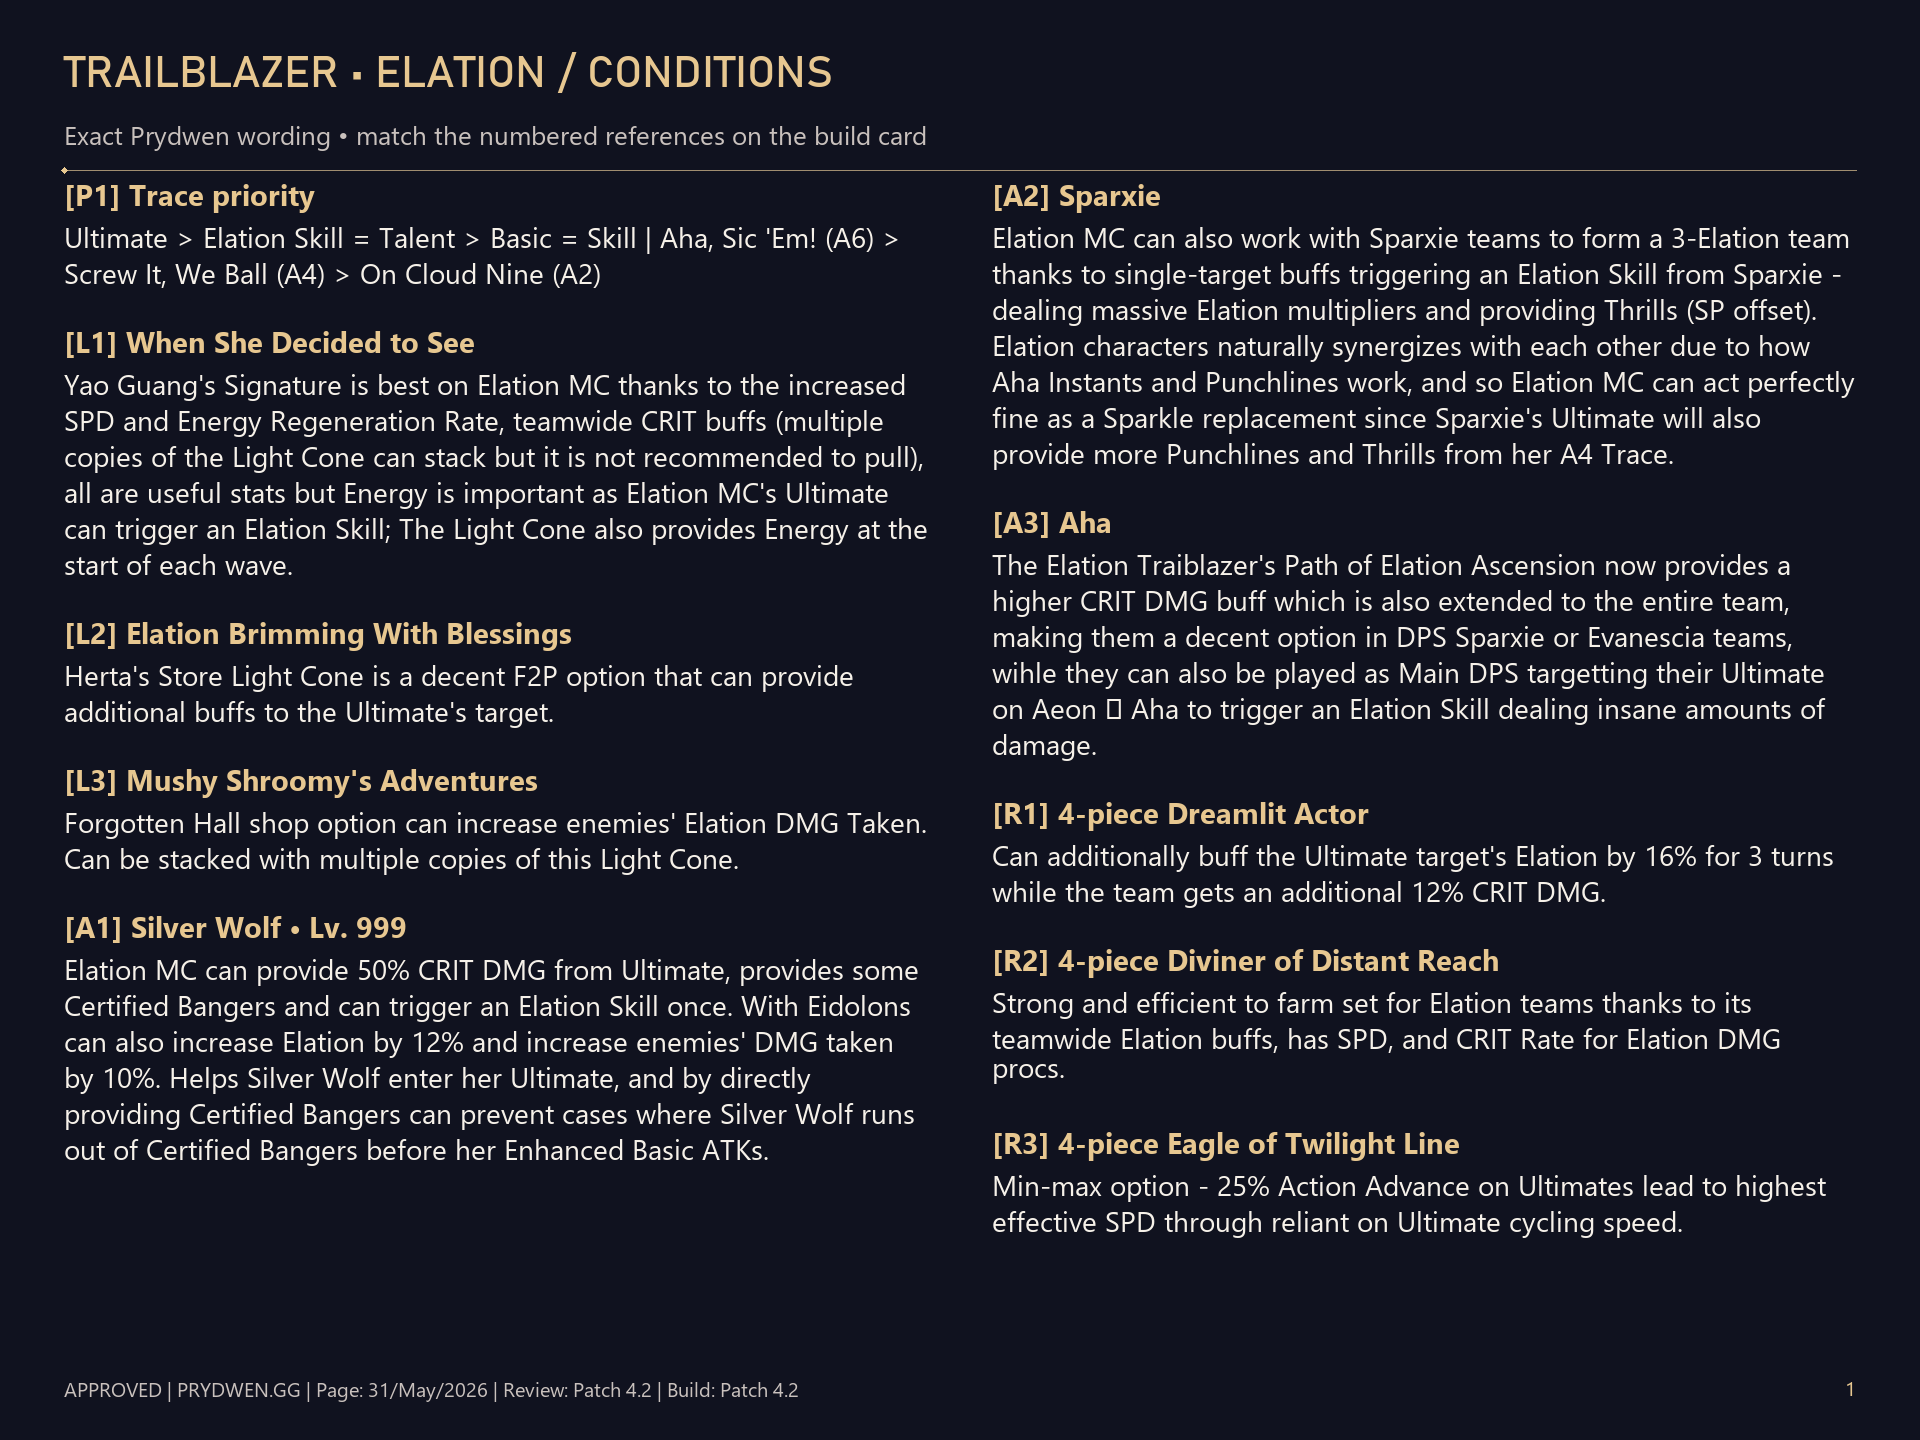 TRAILBLAZER • ELATION / CONDITIONS
Exact Prydwen wording • match the numbered references on the build card
[P1] Trace priority
Ultimate > Elation Skill = Talent > Basic = Skill | Aha, Sic 'Em! (A6) >
Screw It, We Ball (A4) > On Cloud Nine (A2)
[L1] When She Decided to See
Yao Guang's Signature is best on Elation MC thanks to the increased
SPD and Energy Regeneration Rate, teamwide CRIT buffs (multiple
copies of the Light Cone can stack but it is not recommended to pull),
all are useful stats but Energy is important as Elation MC's Ultimate
can trigger an Elation Skill; The Light Cone also provides Energy at the
start of each wave.
[L2] Elation Brimming With Blessings
Herta's Store Light Cone is a decent F2P option that can provide
additional buffs to the Ultimate's target.
[L3] Mushy Shroomy's Adventures
Forgotten Hall shop option can increase enemies' Elation DMG Taken.
Can be stacked with multiple copies of this Light Cone.
[A1] Silver Wolf • Lv. 999
Elation MC can provide 50% CRIT DMG from Ultimate, provides some
Certified Bangers and can trigger an Elation Skill once. With Eidolons
can also increase Elation by 12% and increase enemies' DMG taken
by 10%. Helps Silver Wolf enter her Ultimate, and by directly
providing Certified Bangers can prevent cases where Silver Wolf runs
out of Certified Bangers before her Enhanced Basic ATKs.
[A2] Sparxie
Elation MC can also work with Sparxie teams to form a 3-Elation team
thanks to single-target buffs triggering an Elation Skill from Sparxie -
dealing massive Elation multipliers and providing Thrills (SP offset).
Elation characters naturally synergizes with each other due to how
Aha Instants and Punchlines work, and so Elation MC can act perfectly
fine as a Sparkle replacement since Sparxie's Ultimate will also
provide more Punchlines and Thrills from her A4 Trace.
[A3] Aha
The Elation Traiblazer's Path of Elation Ascension now provides a
higher CRIT DMG buff which is also extended to the entire team,
making them a decent option in DPS Sparxie or Evanescia teams,
wihle they can also be played as Main DPS targetting their Ultimate
on Aeon ▯ Aha to trigger an Elation Skill dealing insane amounts of
damage.
[R1] 4-piece Dreamlit Actor
Can additionally buff the Ultimate target's Elation by 16% for 3 turns
while the team gets an additional 12% CRIT DMG.
[R2] 4-piece Diviner of Distant Reach
Strong and efficient to farm set for Elation teams thanks to its
teamwide Elation buffs, has SPD, and CRIT Rate for Elation DMG
procs.
[R3] 4-piece Eagle of Twilight Line
Min-max option - 25% Action Advance on Ultimates lead to highest
effective SPD through reliant on Ultimate cycling speed.
APPROVED | PRYDWEN.GG | Page: 31/May/2026 | Review: Patch 4.2 | Build: Patch 4.2
1